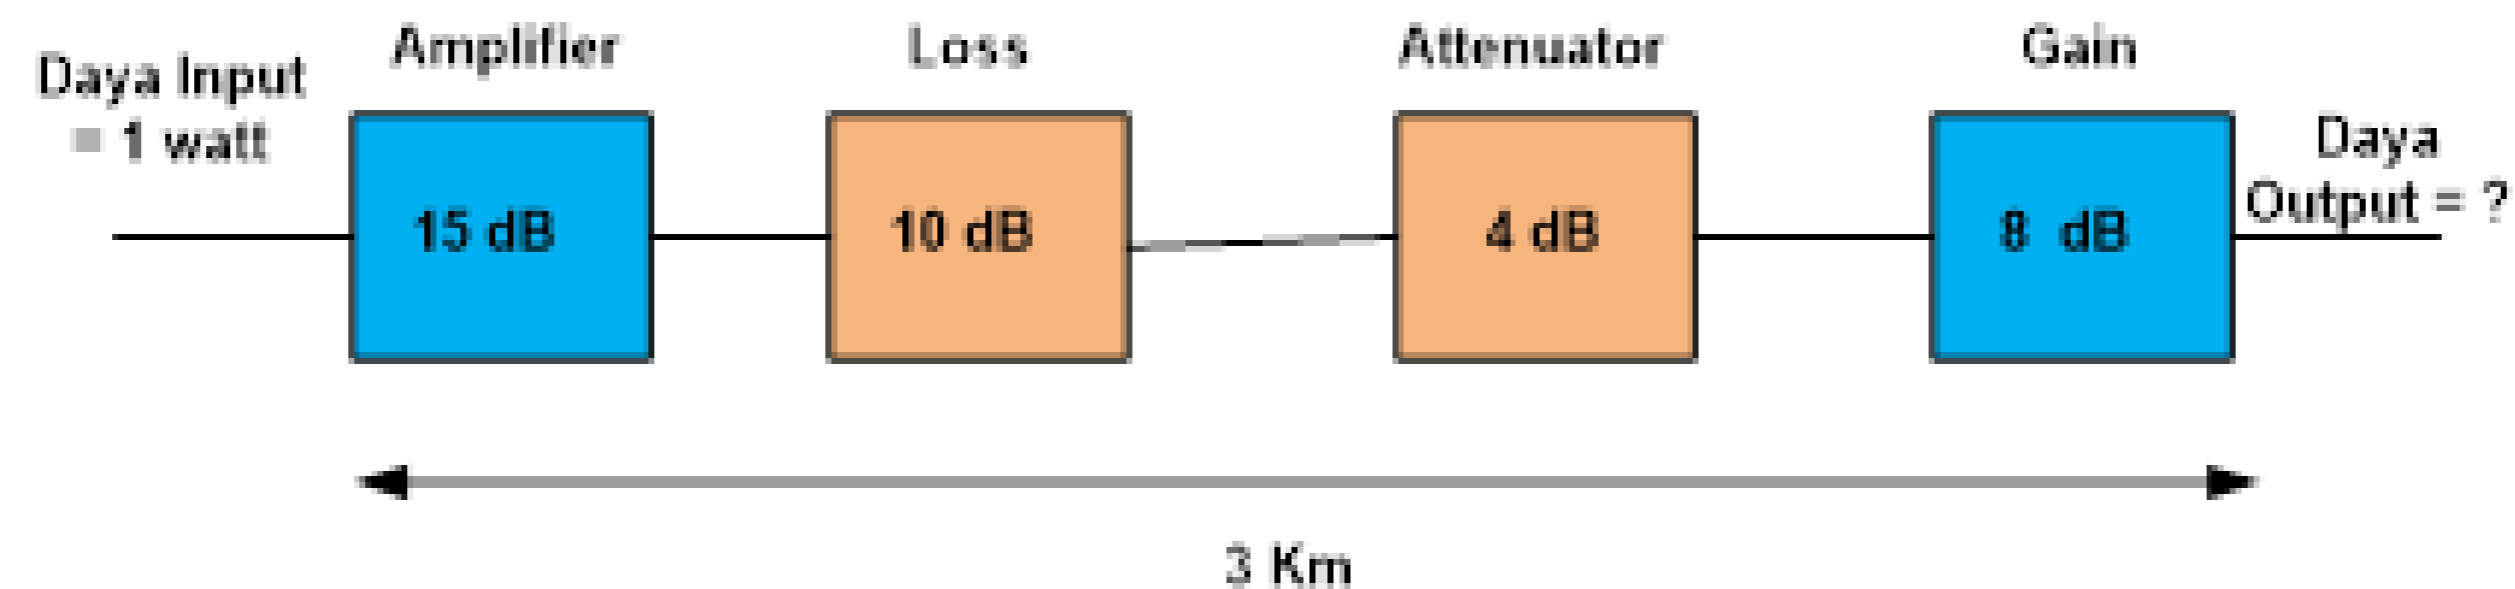 Daya Input
= 1 watt
Amplifier
Loss
Attenuator
Gain
15 dB
10 dB
4 dB
8 dB
Daya
Output = ?
3 Km